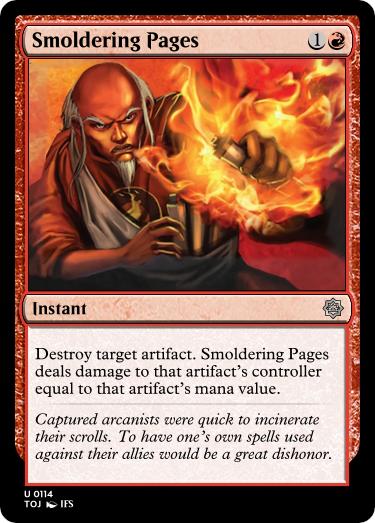 Smoldering Pages 1
Instant
Destroy target artifact. Smoldering Pages
deals damage to that artifact's controller
equal to that artifact's mana value.
Captured arcanists were quick to incinerate
their scrolls. To have one's own spells used
against their allies would be a great dishonor.
U 0114
TOJ IFS